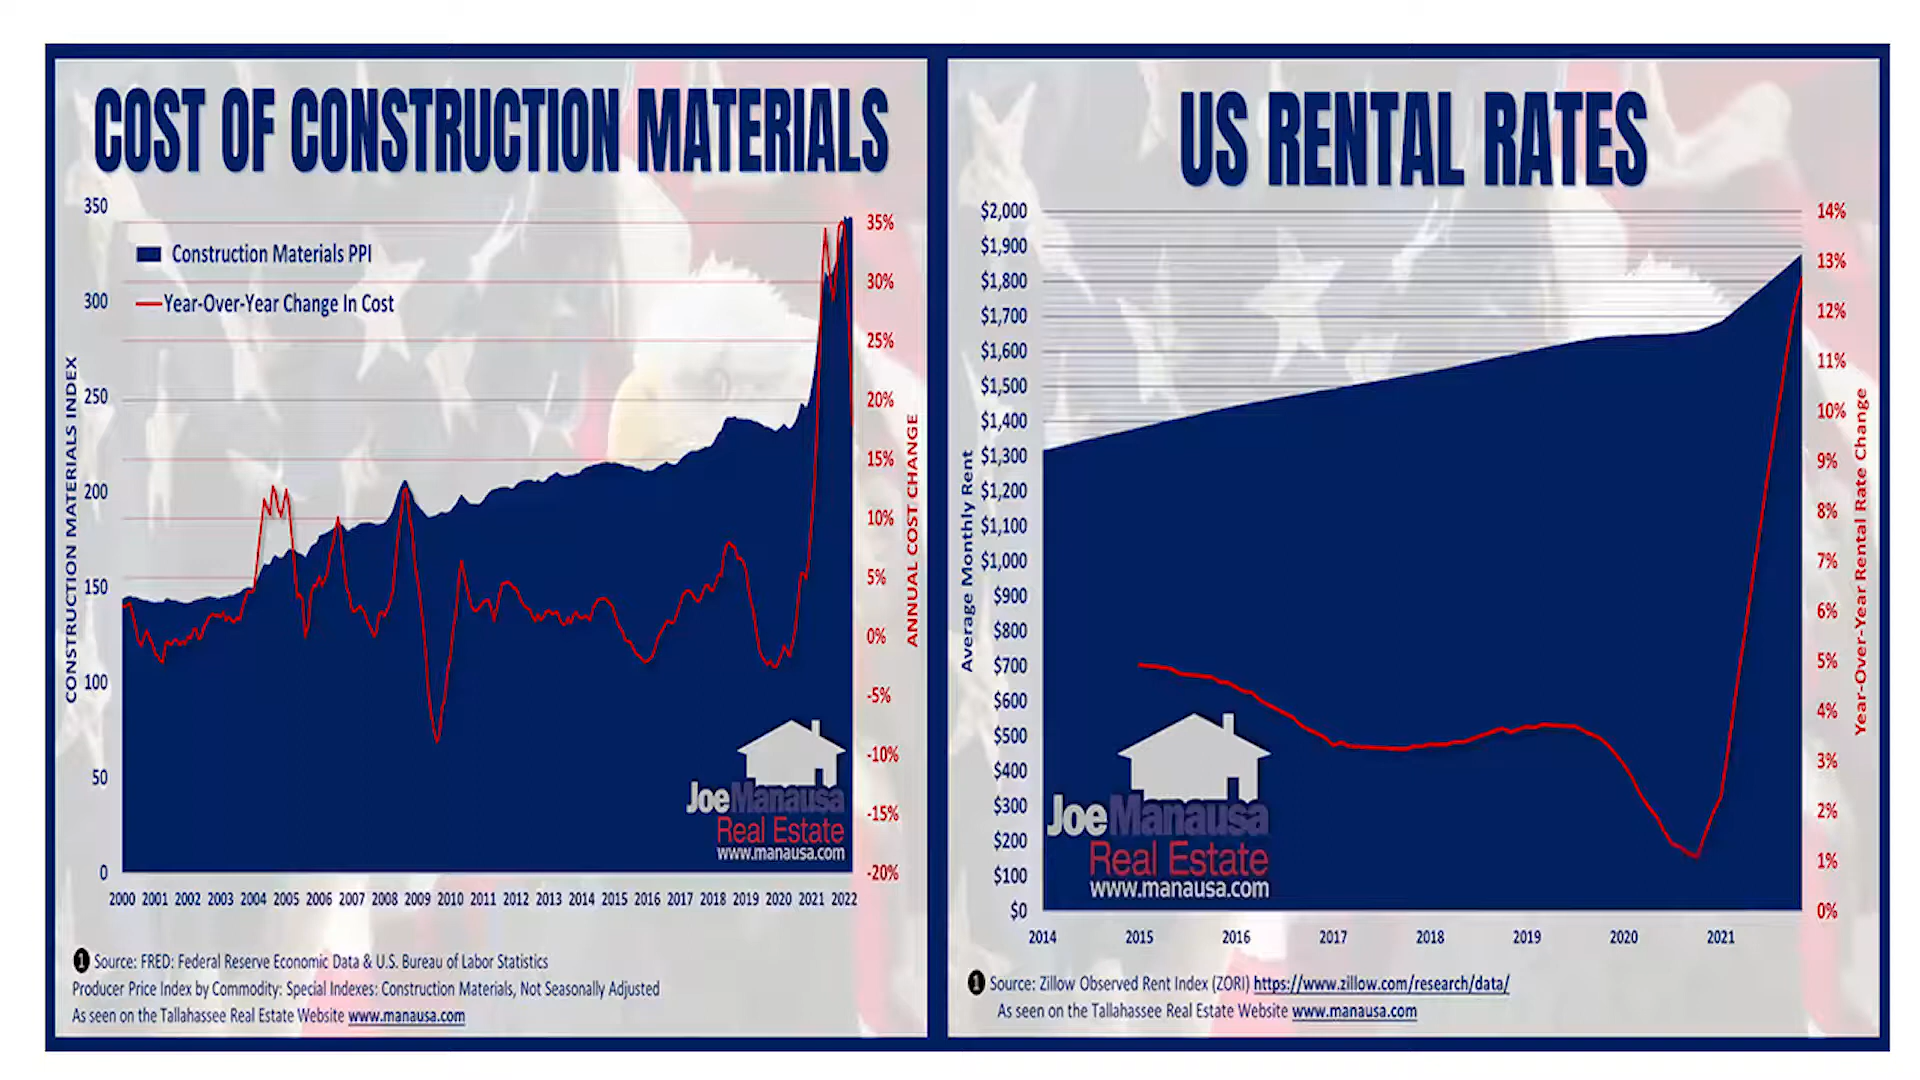 COST OF CONSTRUCTION MATERIALS
350
300
250
200
150
100
50
0
CONSTRUCTION MATERIALS INDEX
Construction Materials PPI
Year-Over-Year Change In Cost
35%
30%
25%
20%
15%
10%
5%
0%
-5%
-10%
-15%
-20%
ANNUAL COST CHANGE
Joe Manausa
Real Estate
www.manausa.com
2000 2001 2002 2003 2004 2005 2006 2007 2008 2009 2010 2011 2012 2013 2014 2015 2016 2017 2018 2019 2020 2021 2022
1 Source: FRED: Federal Reserve Economic Data & U.S. Bureau of Labor Statistics
Producer Price Index by Commodity: Special Indexes: Construction Materials, Not Seasonally Adjusted
As seen on the Tallahassee Real Estate Website www.manausa.com
US RENTAL RATES
$2,000
$1,900
$1,800
$1,700
$1,600
$1,500
$1,400
$1,300
$1,200
$1,100
$1,000
$900
$800
$700
$600
$500
$400
$300
$200
$100
$0
Average Monthly Rent
14%
13%
12%
11%
10%
9%
8%
7%
6%
5%
4%
3%
2%
1%
0%
Year-Over-Year Rental Rate Change
Joe Manausa
Real Estate
www.manausa.com
2014 2015 2016 2017 2018 2019 2020 2021
1 Source: Zillow Observed Rent Index (ZORI) https://www.zillow.com/research/data/
As seen on the Tallahassee Real Estate Website www.manausa.com